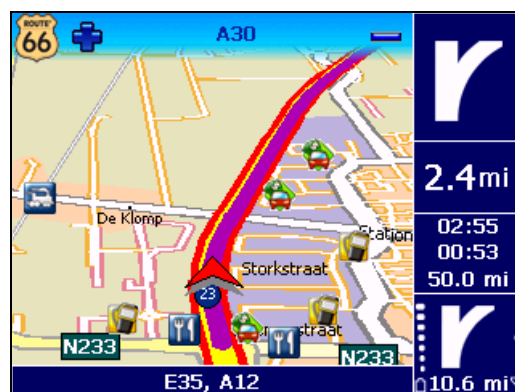 ROUTE
66
A30
2.4mi
De Klomp
Station
02:55
00:53
50.0 mi
Storkstraat
23
straat
N233
N233
10.6 mi
E35, A12